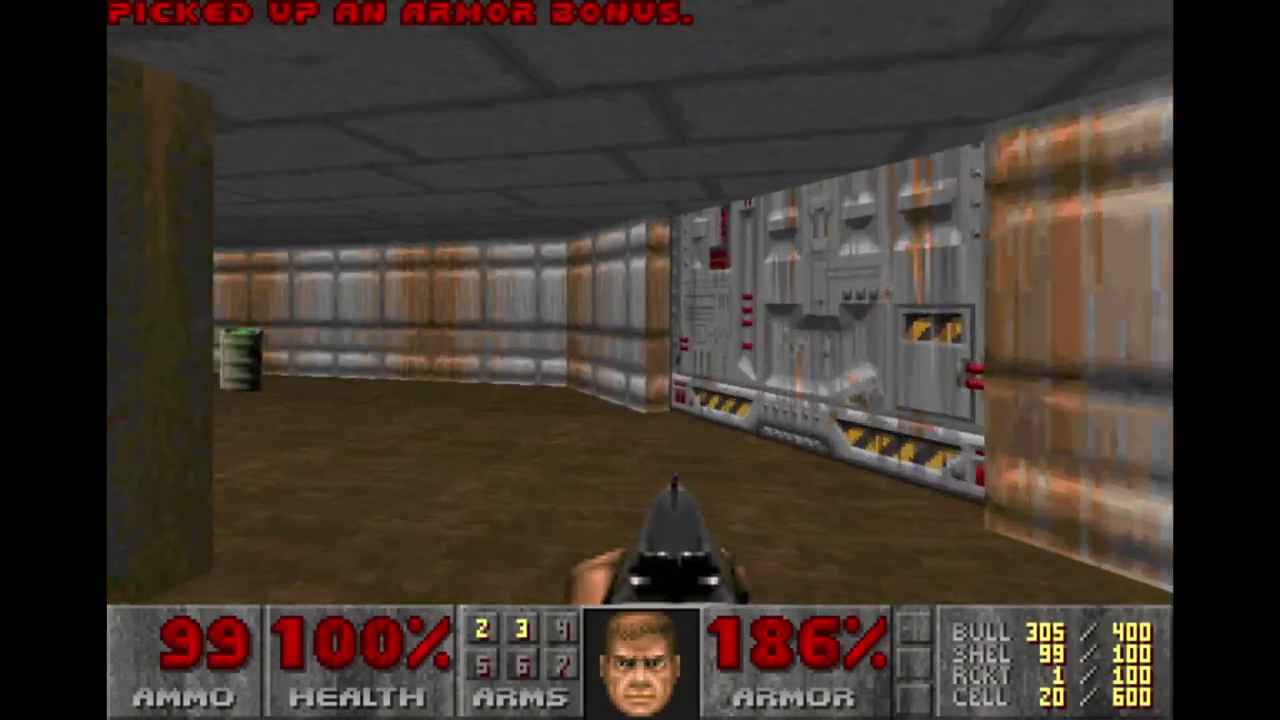 PICKED UP AN ARMOR BONUS.
99 100% 2 3 4 186% BULL 305 / 400
5 6 7 SHEL 99 / 100
RCKT 1 / 100
AMMO HEALTH ARMS ARMOR CELL 20 / 600